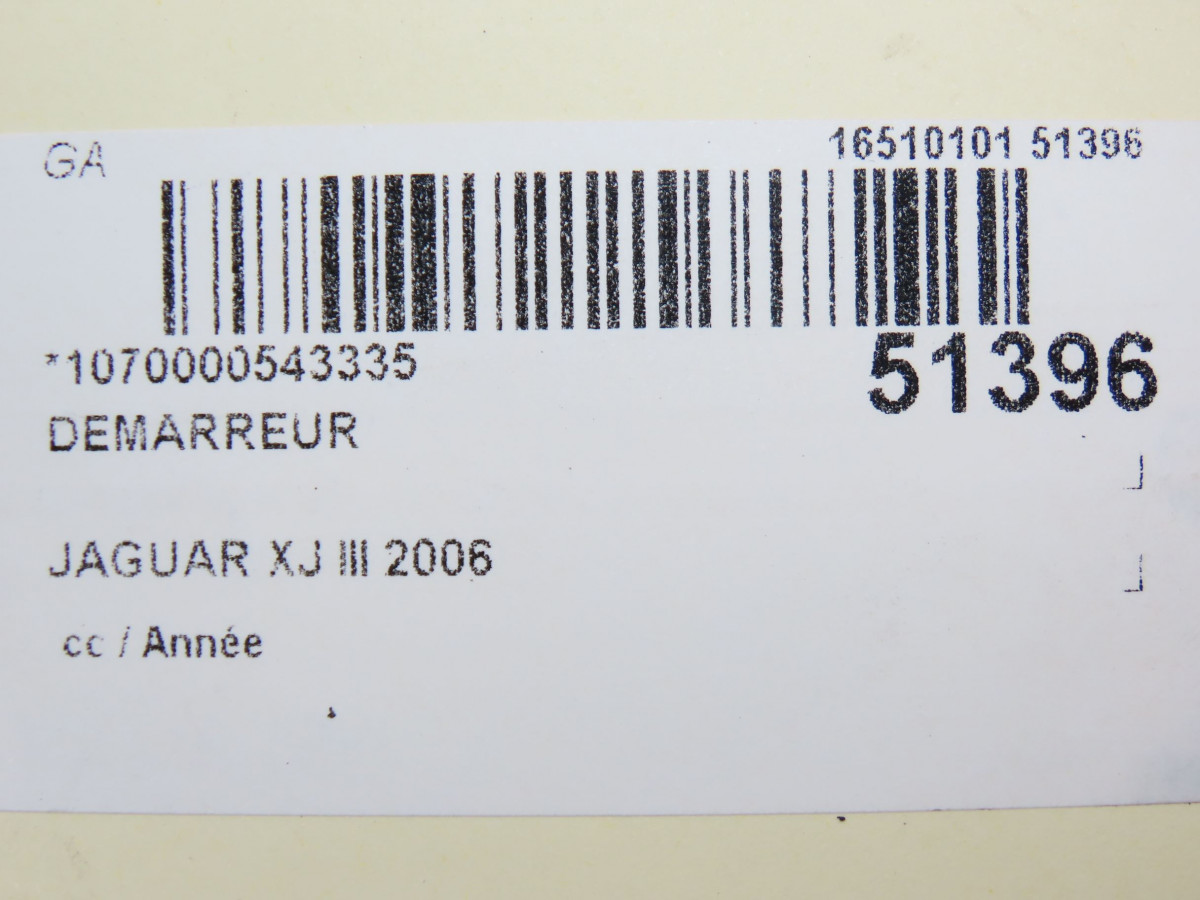 GA
16510101 51396
*1070000543335
51396
DEMARREUR
JAGUAR XJ III 2006
cc / Année